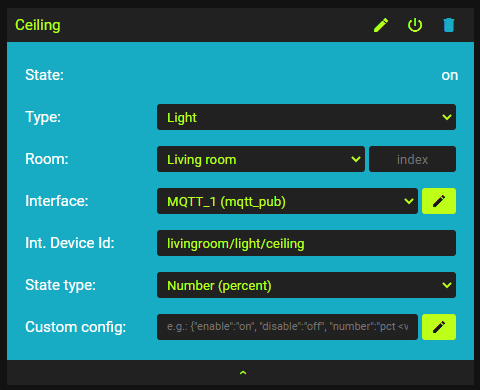 Ceiling
State: on
Type: Light
Room: Living room index
Interface: MQTT_1 (mqtt_pub)
Int. Device Id: livingroom/light/ceiling
State type: Number (percent)
Custom config: e.g.: {"enable":"on", "disable":"off", "number":"pct <v